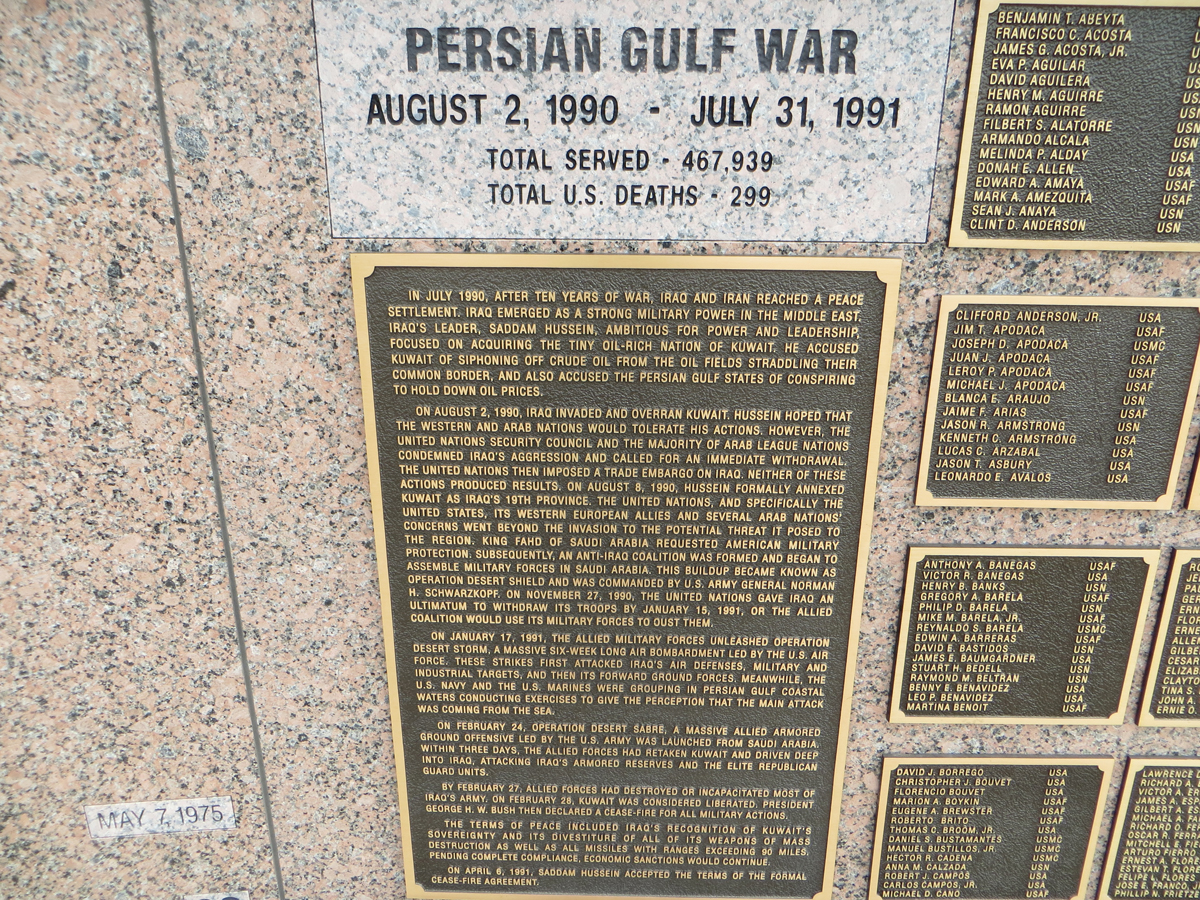 PERSIAN GULF WAR
AUGUST 2, 1990 - JULY 31, 1991
TOTAL SERVED - 467,939
TOTAL U.S. DEATHS - 299
IN JULY 1990, AFTER TEN YEARS OF WAR, IRAQ AND IRAN REACHED A PEACE
SETTLEMENT. IRAQ EMERGED AS A STRONG MILITARY POWER IN THE MIDDLE EAST.
IRAQ'S LEADER, SADDAM HUSSEIN, AMBITIOUS FOR POWER AND LEADERSHIP,
FOCUSED ON ACQUIRING THE TINY OIL-RICH NATION OF KUWAIT. HE ACCUSED
KUWAIT OF SIPHONING OFF CRUDE OIL FROM THE OIL FIELDS STRADDLING THEIR
COMMON BORDER, AND ALSO ACCUSED THE PERSIAN GULF STATES OF CONSPIRING
TO HOLD DOWN OIL PRICES.
ON AUGUST 2, 1990, IRAQ INVADED AND OVERRAN KUWAIT. HUSSEIN HOPED THAT
THE WESTERN AND ARAB NATIONS WOULD TOLERATE HIS ACTIONS. HOWEVER, THE
UNITED NATIONS SECURITY COUNCIL AND THE MAJORITY OF ARAB LEAGUE NATIONS
CONDEMNED IRAQ'S AGGRESSION AND CALLED FOR AN IMMEDIATE WITHDRAWAL.
THE UNITED NATIONS THEN IMPOSED A TRADE EMBARGO ON IRAQ. NEITHER OF THESE
ACTIONS PRODUCED RESULTS. ON AUGUST 8, 1990, HUSSEIN FORMALLY ANNEXED
KUWAIT AS IRAQ'S 19TH PROVINCE. THE UNITED NATIONS, AND SPECIFICALLY THE
UNITED STATES, ITS WESTERN EUROPEAN ALLIES AND SEVERAL ARAB NATIONS'
CONCERNS WENT BEYOND THE INVASION TO THE POTENTIAL THREAT IT POSED TO
THE REGION. KING FAHD OF SAUDI ARABIA REQUESTED AMERICAN MILITARY
PROTECTION. SUBSEQUENTLY, AN ANTI-IRAQ COALITION WAS FORMED AND BEGAN TO
ASSEMBLE MILITARY FORCES IN SAUDI ARABIA. THIS BUILDUP BECAME KNOWN AS
OPERATION DESERT SHIELD AND WAS COMMANDED BY U.S. ARMY GENERAL NORMAN
H. SCHWARZKOPF. ON NOVEMBER 27, 1990, THE UNITED NATIONS GAVE IRAQ AN
ULTIMATUM TO WITHDRAW ITS TROOPS BY JANUARY 15, 1991, OR THE ALLIED
COALITION WOULD USE ITS MILITARY FORCES TO OUST THEM.
ON JANUARY 17, 1991, THE ALLIED MILITARY FORCES UNLEASHED OPERATION
DESERT STORM, A MASSIVE SIX-WEEK LONG AIR BOMBARDMENT LED BY THE U.S. AIR
FORCE. THESE STRIKES FIRST ATTACKED IRAQ'S AIR DEFENSES, MILITARY AND
INDUSTRIAL TARGETS, AND THEN ITS FORWARD GROUND FORCES. MEANWHILE, THE
U.S. NAVY AND THE U.S. MARINES WERE GROUPING IN PERSIAN GULF COASTAL
WATERS CONDUCTING EXERCISES TO GIVE THE PERCEPTION THAT THE MAIN ATTACK
WAS COMING FROM THE SEA.
ON FEBRUARY 24, OPERATION DESERT SABRE, A MASSIVE ALLIED ARMORED
GROUND OFFENSIVE LED BY THE U.S. ARMY WAS LAUNCHED FROM SAUDI ARABIA.
WITHIN THREE DAYS, THE ALLIED FORCES HAD RETAKEN KUWAIT AND DRIVEN DEEP
INTO IRAQ, ATTACKING IRAQ'S ARMORED RESERVES AND THE ELITE REPUBLICAN
GUARD UNITS.
BY FEBRUARY 27, ALLIED FORCES HAD DESTROYED OR INCAPACITATED MOST OF
IRAQ'S ARMY. ON FEBRUARY 28, KUWAIT WAS CONSIDERED LIBERATED. PRESIDENT
GEORGE H. W. BUSH THEN DECLARED A CEASE-FIRE FOR ALL MILITARY ACTIONS.
THE TERMS OF PEACE INCLUDED IRAQ'S RECOGNITION OF KUWAIT'S
SOVEREIGNTY AND ITS DIVESTITURE OF ALL OF ITS WEAPONS OF MASS
DESTRUCTION AS WELL AS ALL MISSILES WITH RANGES EXCEEDING 90 MILES.
PENDING COMPLETE COMPLIANCE, ECONOMIC SANCTIONS WOULD CONTINUE.
ON APRIL 6, 1991, SADDAM HUSSEIN ACCEPTED THE TERMS OF THE FORMAL
CEASE-FIRE AGREEMENT.
MAY 7, 1975
BENJAMIN T. ABEYTA
FRANCISCO C. ACOSTA
JAMES G. ACOSTA, JR.
EVA P. AGUILAR
DAVID AGUILERA
HENRY M. AGUIRRE
RAMON AGUIRRE
FILBERT S. ALATORRE
ARMANDO ALCALA USN
MELINDA P. ALDAY USA
DONAH E. ALLEN USA
EDWARD A. AMAYA USAF
MARK A. AMEZQUITA USAF
SEAN J. ANAYA USN
CLINT D. ANDERSON USN
CLIFFORD ANDERSON, JR. USA
JIM T. APODACA USAF
JOSEPH D. APODACA USMC
JUAN J. APODACA USAF
LEROY P. APODACA USAF
MICHAEL J. APODACA USAF
BLANCA E. ARAUJO USN
JAIME F. ARIAS USAF
JASON R. ARMSTRONG USN
KENNETH C. ARMSTRONG USA
LUCAS C. ARZABAL USA
JASON T. ASBURY USA
LEONARDO E. AVALOS USA
ANTHONY A. BANEGAS USAF
VICTOR R. BANEGAS USA
HENRY B. BANKS USN
GREGORY A. BARELA USAF
PHILIP D. BARELA USN
MIKE M. BARELA, JR. USAF
REYNALDO S. BARELA USMC
EDWIN A. BARRERAS USAF
DAVID E. BASTIDOS USN
JAMES E. BAUMGARDNER USA
STUART H. BEDELL USN
RAYMOND M. BELTRAN USN
BENNY E. BENAVIDEZ USA
LEO P. BENAVIDEZ USA
MARTINA BENOIT USAF
DAVID J. BORREGO USA
CHRISTOPHER J. BOUVET USA
FLORENCIO BOUVET USA
MARION A. BOYKIN USAF
EUGENE A. BREWSTER USAF
ROBERTO BRITO USAF
THOMAS C. BROOM, JR. USA
DANIEL S. BUSTAMANTES USMC
MANUEL BUSTILLOS, JR. USMC
HECTOR R. CADENA USMC
ANNA M. CALZADA USN
ROBERT J. CAMPOS USA
CARLOS CAMPOS, JR. USA
MICHAEL D. CANO USAF